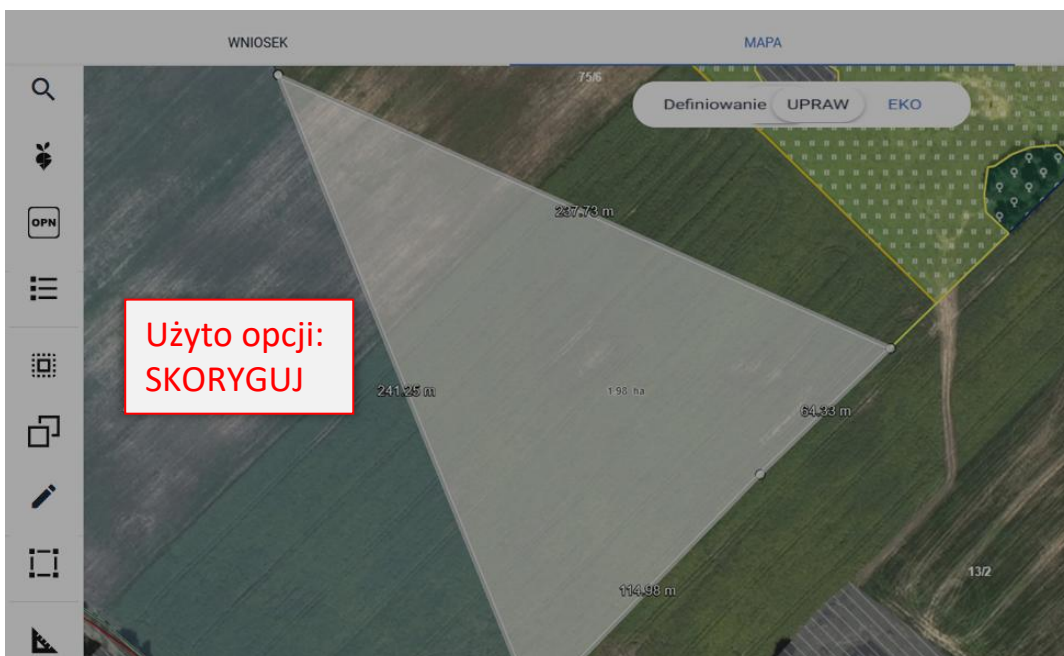 WNIOSEK
MAPA
75/6
Definiowanie UPRAW EKO
OPN
237.73 m
Użyto opcji:
SKORYGUJ
241.25 m
1.98 ha
64.33 m
114.98 m
13/2